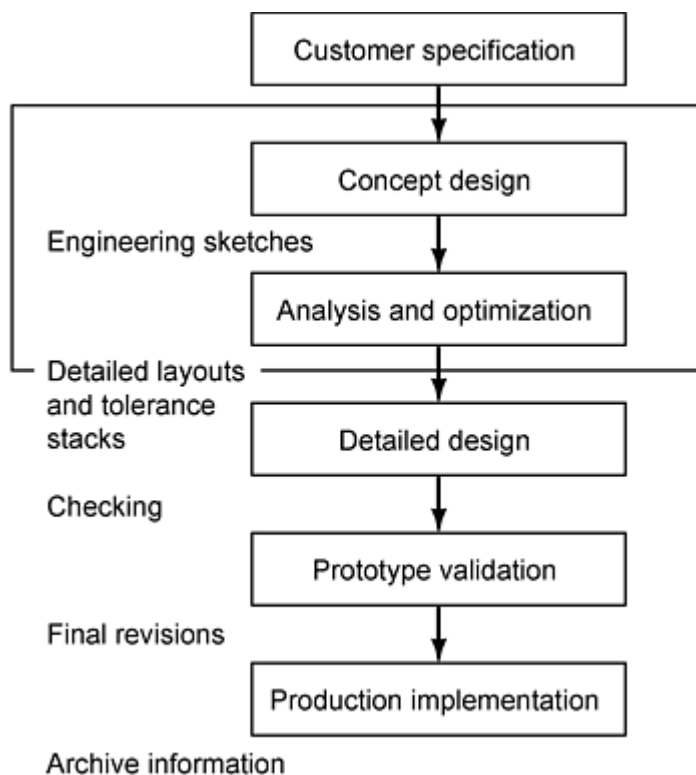 Customer specification
Concept design
Engineering sketches
Analysis and optimization
Detailed layouts
and tolerance
stacks
Detailed design
Checking
Prototype validation
Final revisions
Production implementation
Archive information